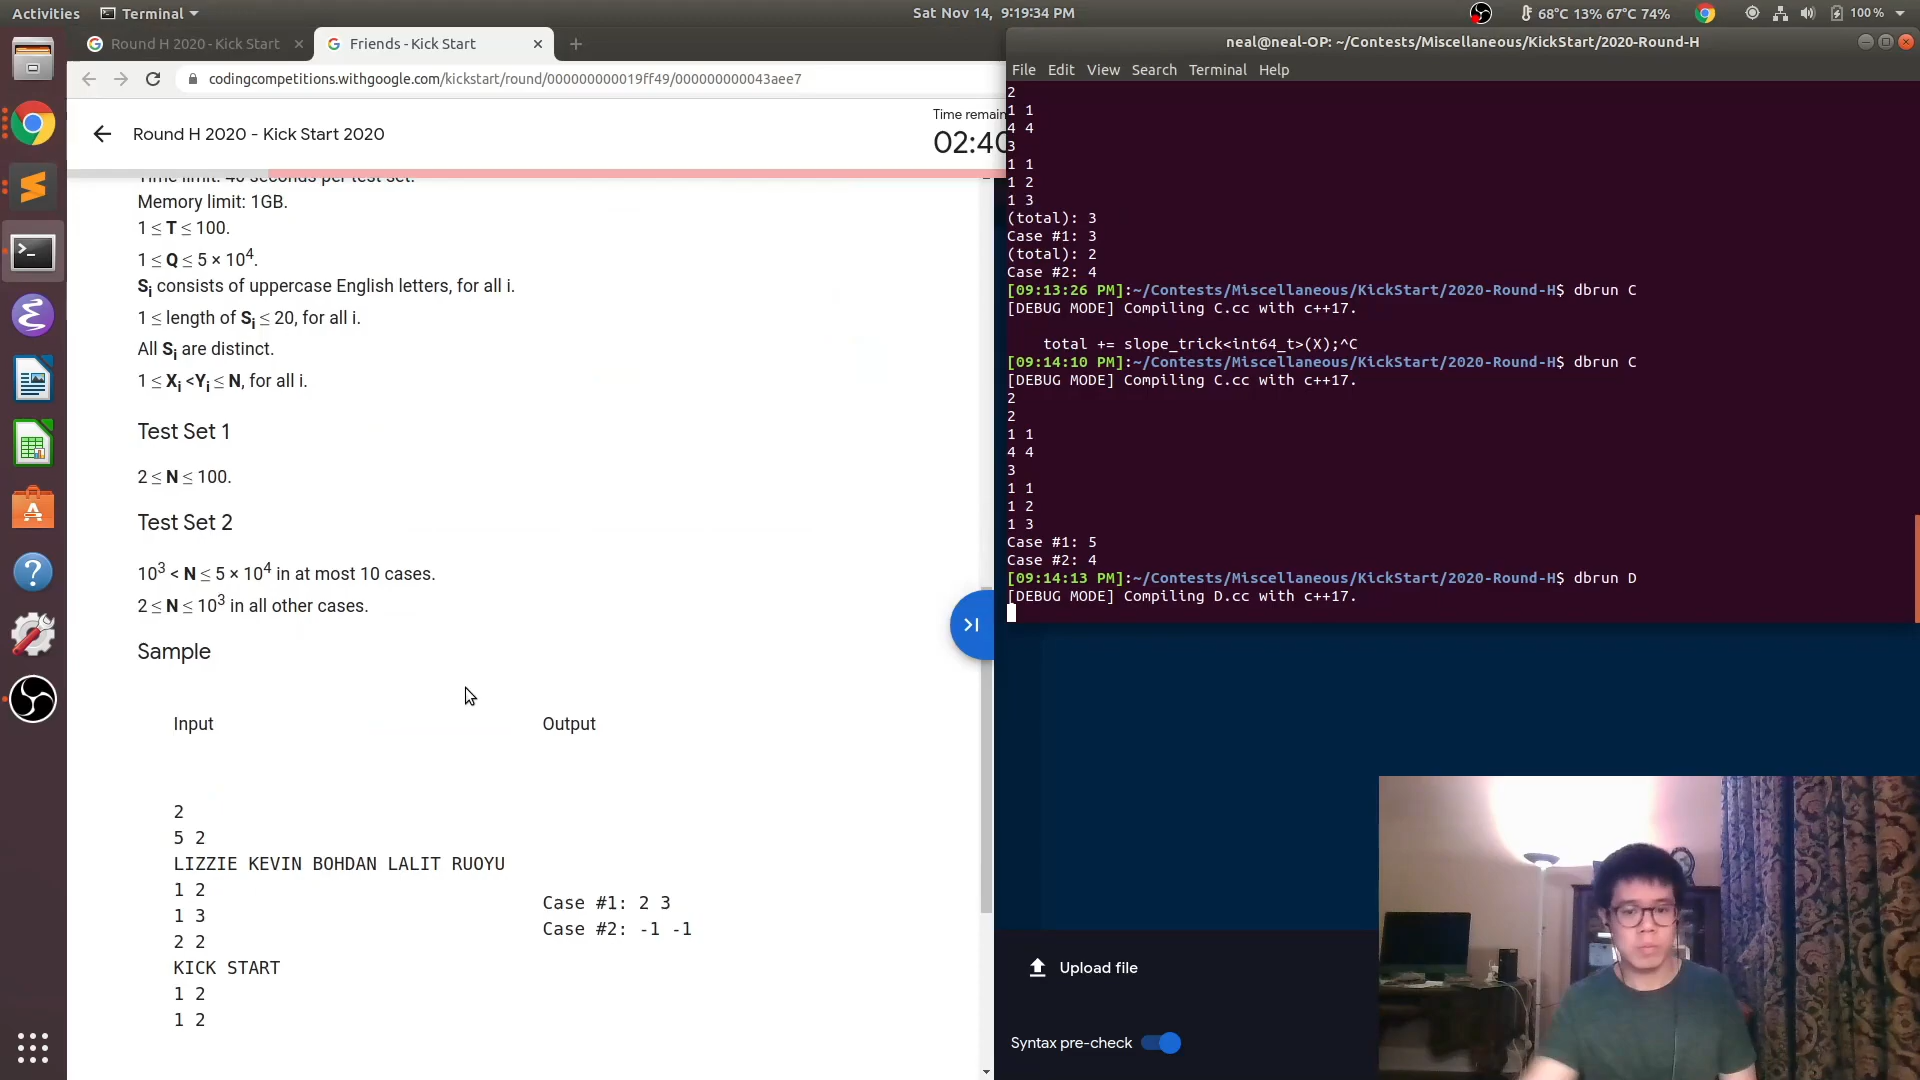 Activities
Terminal
Sat Nov 14, 9:19:34 PM
68°C 13% 67°C 74%
100 %
Round H 2020 - Kick Start
Friends - Kick Start
codingcompetitions.withgoogle.com/kickstart/round/000000000019ff49/000000000043aee7
Round H 2020 - Kick Start 2020
Time remain
02:40
Time limit: 40 seconds per test set.
Memory limit: 1GB.
1 ≤ T ≤ 100.
1 ≤ Q ≤ 5 × 10^4.
S_i consists of uppercase English letters, for all i.
1 ≤ length of S_i ≤ 20, for all i.
All S_i are distinct.
1 ≤ X_i <Y_i ≤ N, for all i.
Test Set 1
2 ≤ N ≤ 100.
Test Set 2
10^3 < N ≤ 5 × 10^4 in at most 10 cases.
2 ≤ N ≤ 10^3 in all other cases.
Sample
Input
Output
2
5 2
LIZZIE KEVIN BOHDAN LALIT RUOYU
1 2
1 3
2 2
KICK START
1 2
1 2
Case #1: 2 3
Case #2: -1 -1
neal@neal-OP: ~/Contests/Miscellaneous/KickStart/2020-Round-H
File Edit View Search Terminal Help
2
1 1
4 4
3
1 1
1 2
1 3
(total): 3
Case #1: 3
(total): 2
Case #2: 4
[09:13:26 PM]:~/Contests/Miscellaneous/KickStart/2020-Round-H$ dbrun C
[DEBUG MODE] Compiling C.cc with c++17.
total += slope_trick<int64_t>(X);^C
[09:14:10 PM]:~/Contests/Miscellaneous/KickStart/2020-Round-H$ dbrun C
[DEBUG MODE] Compiling C.cc with c++17.
2
2
1 1
4 4
3
1 1
1 2
1 3
Case #1: 5
Case #2: 4
[09:14:13 PM]:~/Contests/Miscellaneous/KickStart/2020-Round-H$ dbrun D
[DEBUG MODE] Compiling D.cc with c++17.
Upload file
Syntax pre-check